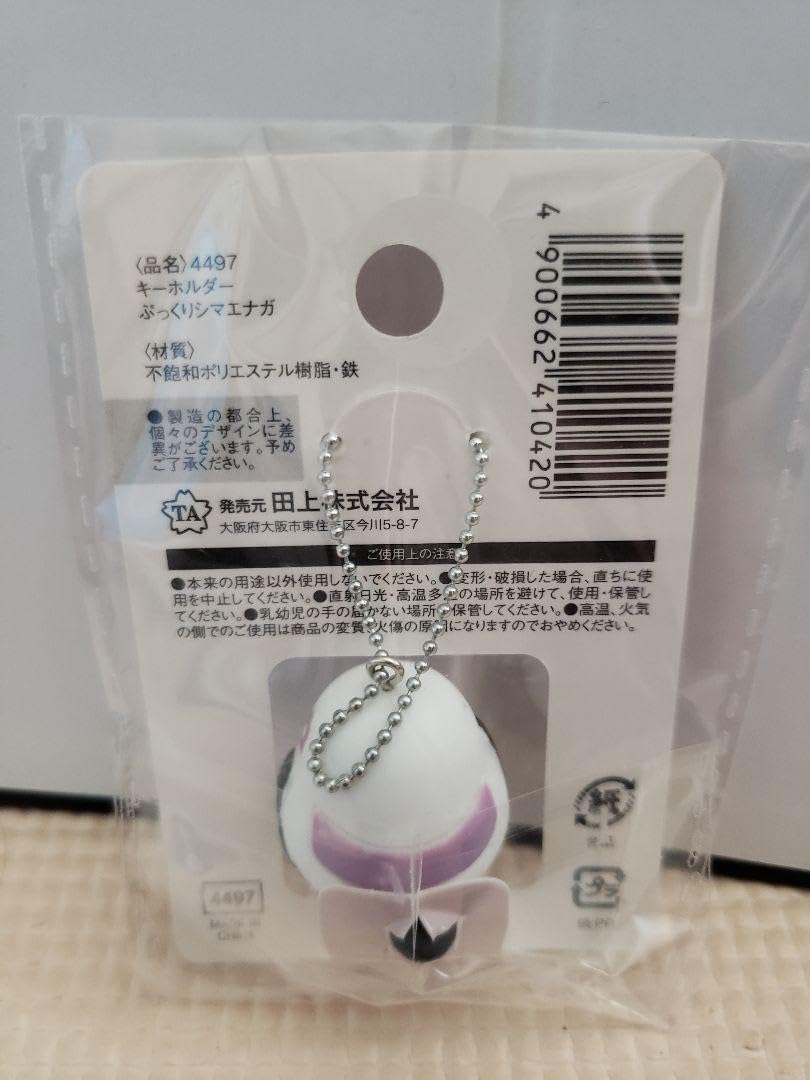 〈品名〉4497
キーホルダー
ぷっくりシマエナガ
〈材質〉
不飽和ポリエステル樹脂・鉄
●製造の都合上、
個々のデザインに差
異がございます。予め
ご了承ください。
TA
発売元 田上株式会社
大阪府大阪市東住吉区今川5-8-7
ご使用上の注意
●本来の用途以外使用しないでください。●変形・破損した場合、直ちに使
用を中止してください。●直射日光・高温多湿の場所を避けて、使用・保管し
てください。●乳幼児の手の届かない場所で保管してください。●高温、火気
の側でのご使用は商品の変質、火傷の原因になりますのでおやめください。
4 900662 410420
紙
プラ
4497
Made in
China